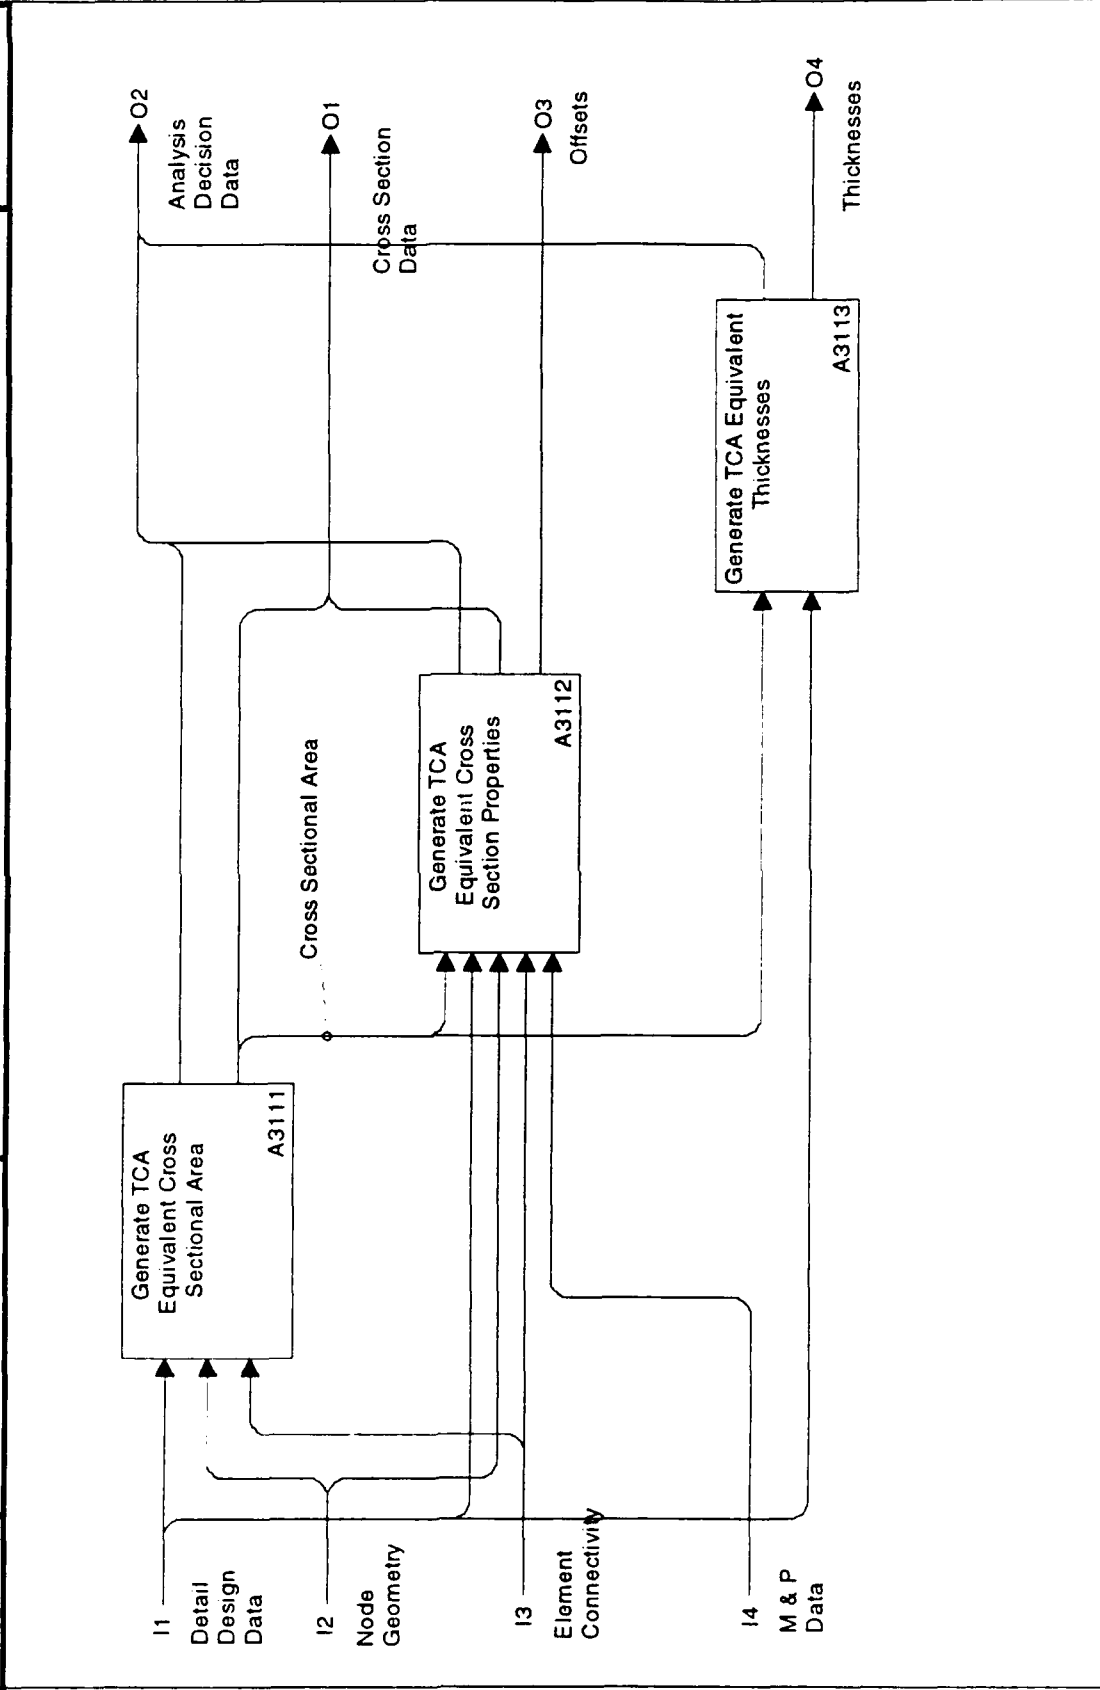 I1
Detail
Design
Data
I2
Node
Geometry
I3
Element
Connectivity
I4
M & P
Data
Generate TCA
Equivalent Cross
Sectional Area
A3111
Cross Sectional Area
Generate TCA
Equivalent Cross
Section Properties
A3112
Generate TCA Equivalent
Thicknesses
A3113
O2
Analysis
Decision
Data
O1
Cross Section
Data
O3
Offsets
O4
Thicknesses